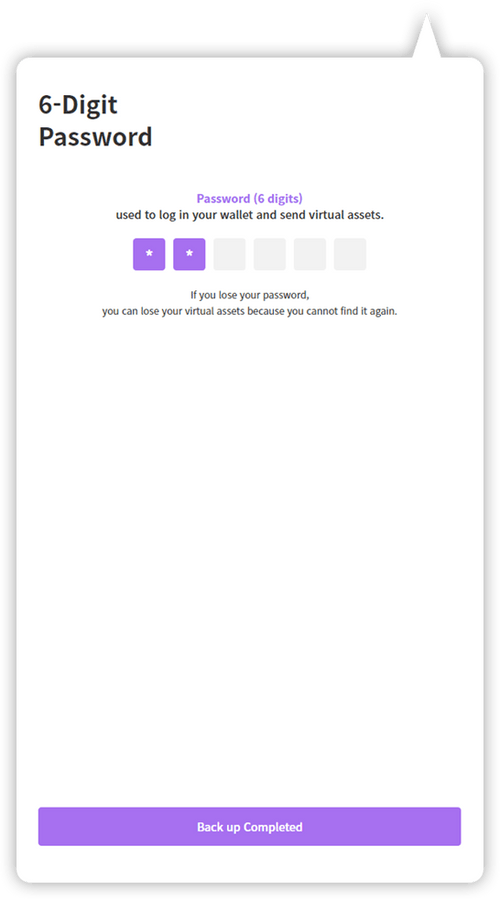 6-Digit
Password
Password (6 digits)
used to log in your wallet and send virtual assets.
* *
If you lose your password,
you can lose your virtual assets because you cannot find it again.
Back up Completed